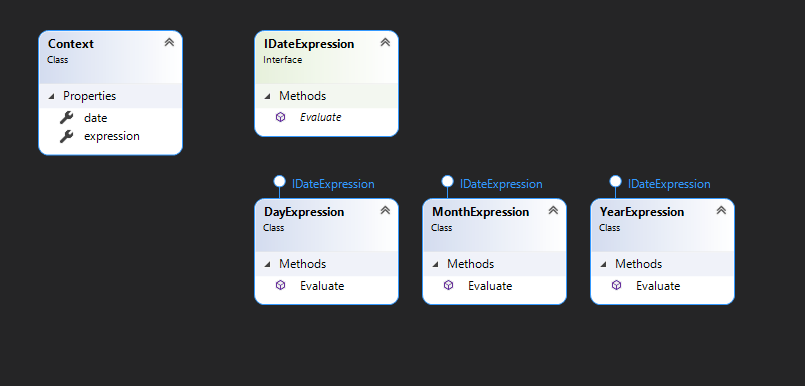 Context
Class
Properties
date
expression
IDateExpression
Interface
Methods
Evaluate
IDateExpression
DayExpression
Class
Methods
Evaluate
IDateExpression
MonthExpression
Class
Methods
Evaluate
IDateExpression
YearExpression
Class
Methods
Evaluate